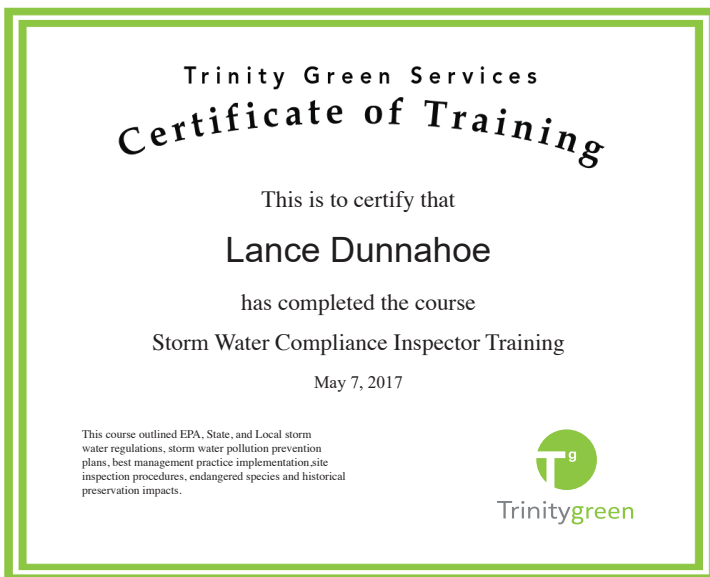 Trinity Green Services
Certificate of Training
This is to certify that
Lance Dunnahoe
has completed the course
Storm Water Compliance Inspector Training
May 7, 2017
This course outlined EPA, State, and Local storm
water regulations, storm water pollution prevention
plans, best management practice implementation,site
inspection procedures, endangered species and historical
preservation impacts.
Tg
Trinitygreen